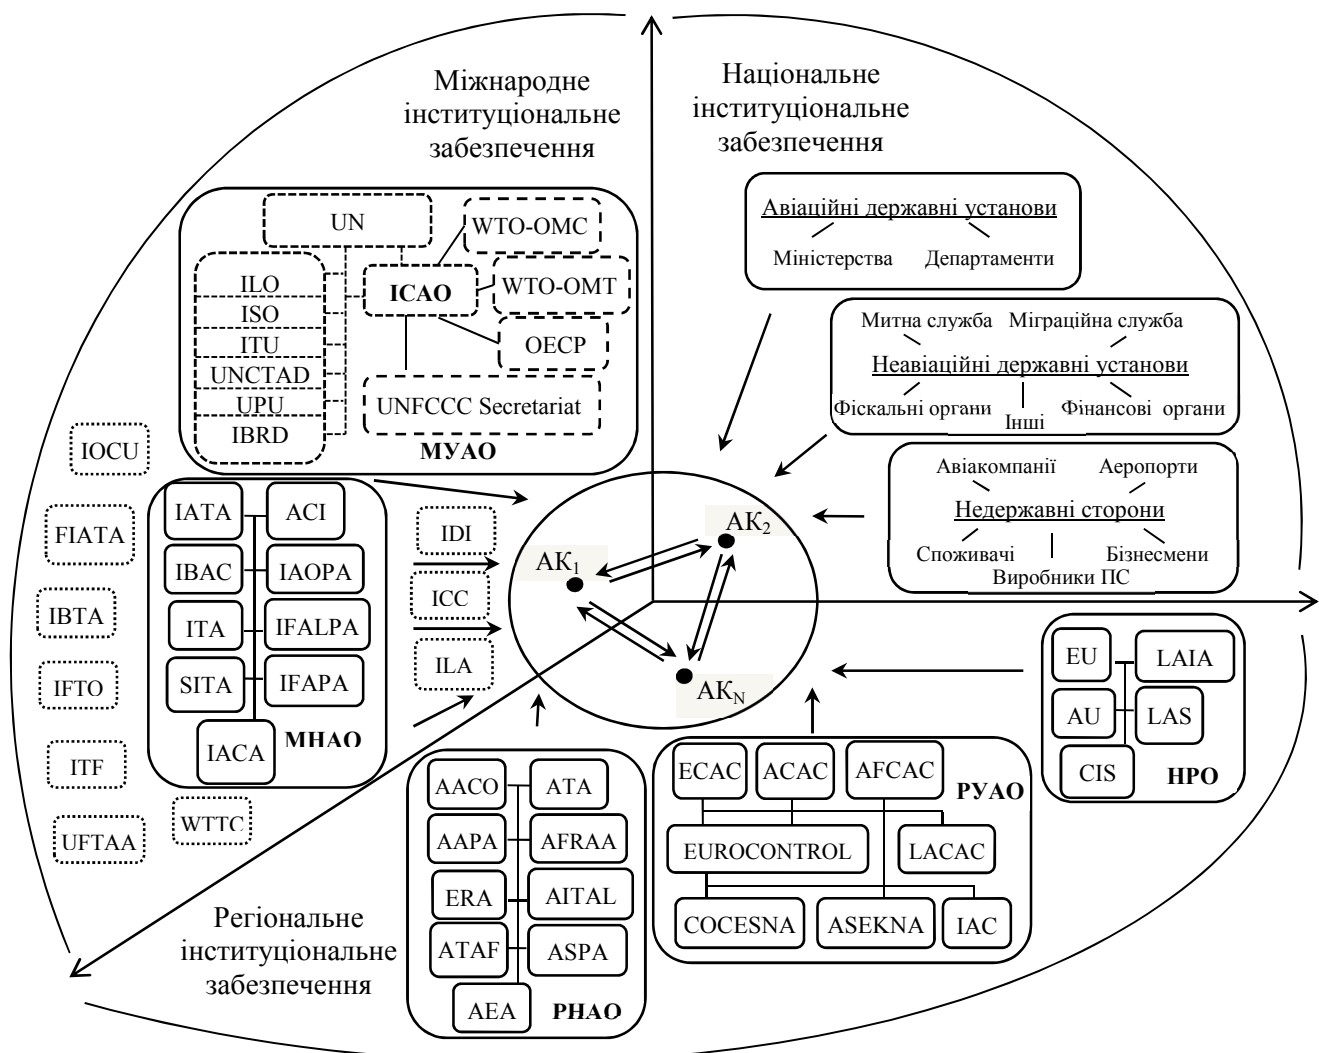 Міжнародне
інституціональне
забезпечення
Національне
інституціональне
забезпечення
UN
WTO-OMC
ICAO
WTO-OMT
OECP
UNFCCC Secretariat
ILO
ISO
ITU
UNCTAD
UPU
IBRD
МУАО
Авіаційні державні установи
Міністерства
Департаменти
Митна служба
Міграційна служба
Неавіаційні державні установи
Фіскальні органи
Інші
Фінансові органи
Авіакомпанії
Аеропорти
Недержавні сторони
Споживачі
Бізнесмени
Виробники ПС
IOCU
FIATA
IBTA
IFTO
ITF
UFTAA
WTTC
IATA
ACI
IBAC
IAOPA
ITA
IFALPA
SITA
IFAPA
IACA
МНАО
IDI
ICC
ILA
АК1
АК2
АКN
EU
LAIA
AU
LAS
CIS
НРО
ECAC
ACAC
AFCAC
РУАО
EUROCONTROL
LACAC
COCESNA
ASEKNA
IAC
AACO
ATA
AAPA
AFRAA
ERA
AITAL
ATAF
ASPA
AEA
РНАО
Регіональне
інституціональне
забезпечення